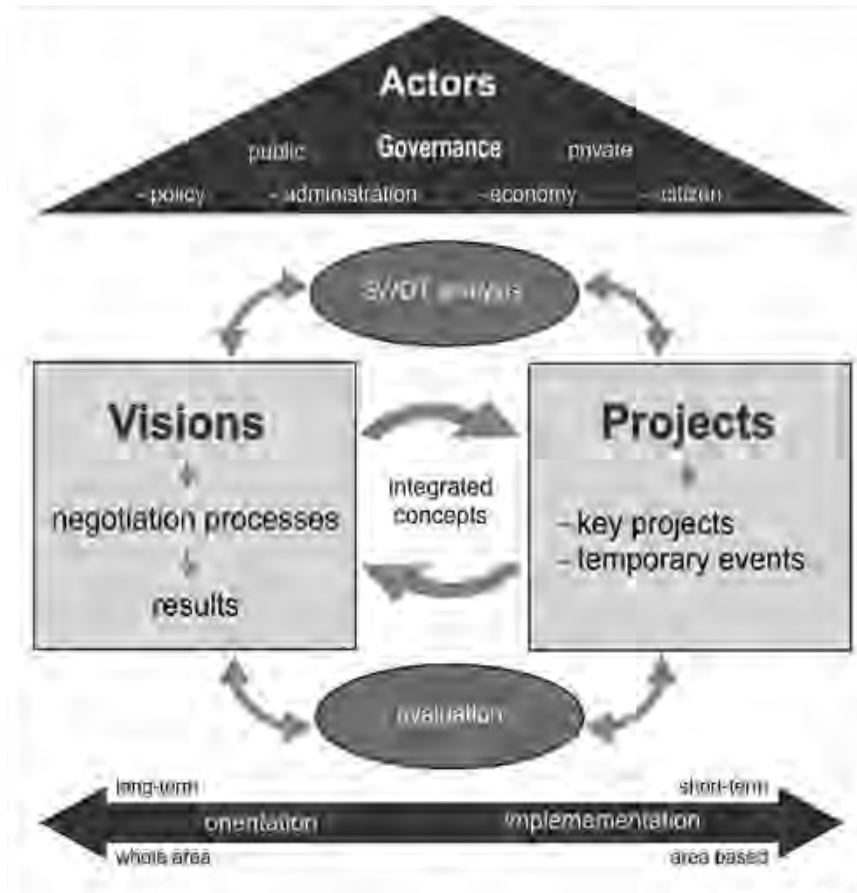 Actors
public Governance private
- policy - administration - economy - citizen
SWOT analysis
Visions
negotiation processes
results
integrated
concepts
Projects
- key projects
- temporary events
evaluation
long-term short-term
orientation implementation
whole area area based